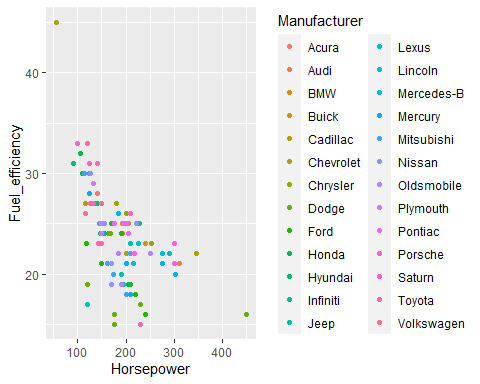 Manufacturer
Acura
Audi
BMW
Buick
Cadillac
Chevrolet
Chrysler
Dodge
Ford
Honda
Hyundai
Infiniti
Jeep
Lexus
Lincoln
Mercedes-B
Mercury
Mitsubishi
Nissan
Oldsmobile
Plymouth
Pontiac
Porsche
Saturn
Toyota
Volkswagen
Fuel_efficiency
40
30
20
100 200 300 400
Horsepower